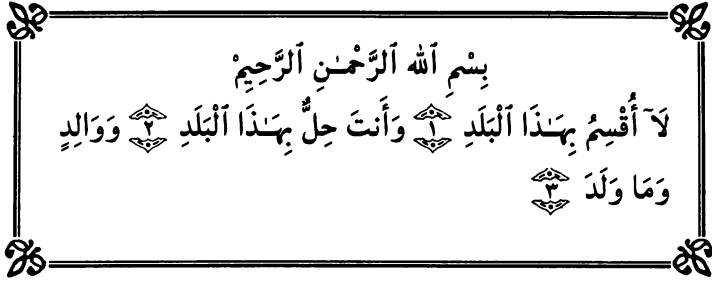 بِسْمِ ٱللَّهِ ٱلرَّحْمَـٰنِ ٱلرَّحِيمْ
لَآ أُقْسِمُ بِهَـٰذَا ٱلْبَلَدِ ١ وَأَنتَ حِلٌّ بِهَـٰذَا ٱلْبَلَدِ ٢ وَوَالِدٍ
وَمَا وَلَدَ ٣